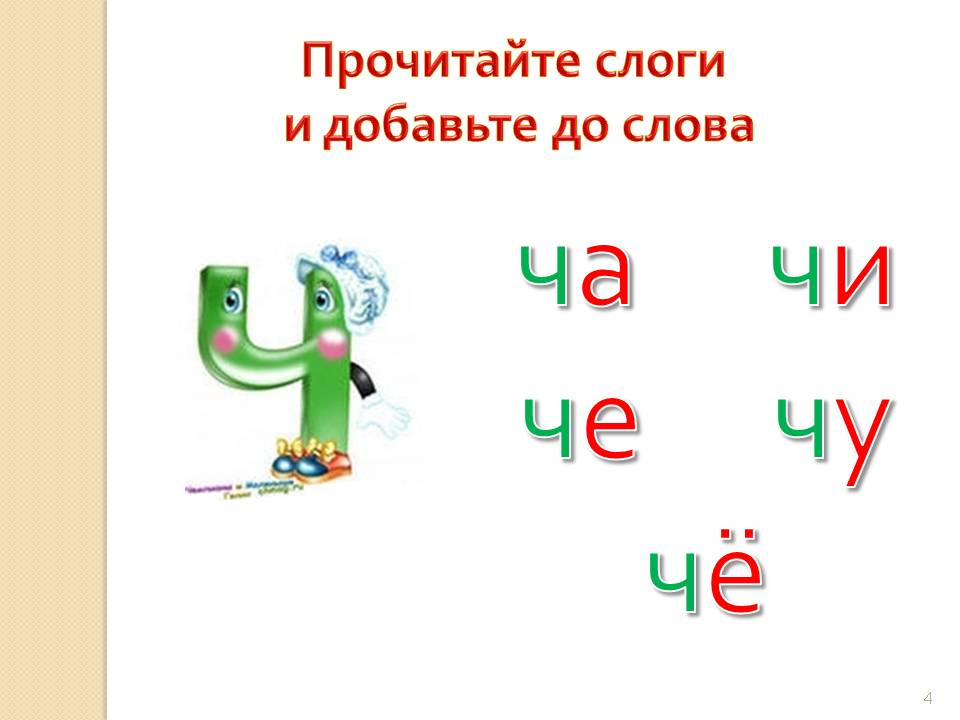 Прочитайте слоги
и добавьте до слова
ча чи
че чу
чё
4